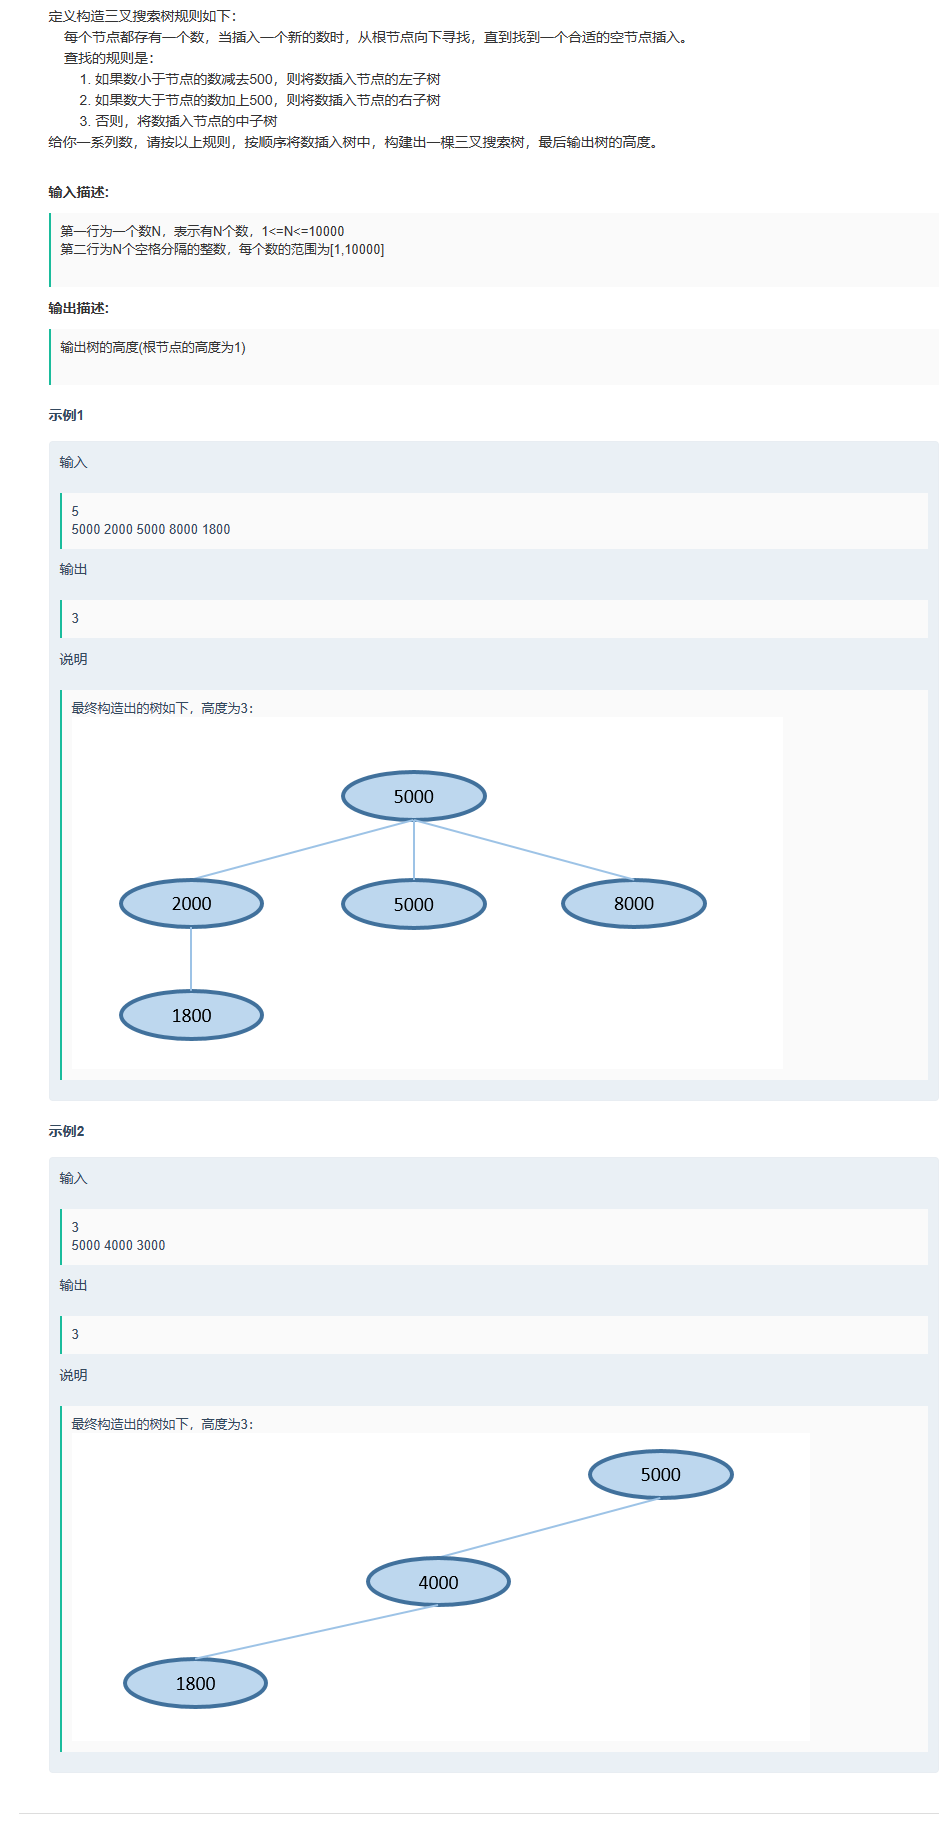 定义构造三叉搜索树规则如下：
每个节点都存有一个数，当插入一个新的数时，从根节点向下寻找，直到找到一个合适的空节点插入。
查找的规则是：
1. 如果数小于节点的数减去500，则将数插入节点的左子树
2. 如果数大于节点的数加上500，则将数插入节点的右子树
3. 否则，将数插入节点的中子树
给你一系列数，请按以上规则，按顺序将数插入树中，构建出一棵三叉搜索树，最后输出树的高度。
输入描述:
第一行为一个数N，表示有N个数，1<=N<=10000
第二行为N个空格分隔的整数，每个数的范围为[1,10000]
输出描述:
输出树的高度(根节点的高度为1)
示例1
输入
5
5000 2000 5000 8000 1800
输出
3
说明
最终构造出的树如下，高度为3：
5000
2000 5000 8000
1800
示例2
输入
3
5000 4000 3000
输出
3
说明
最终构造出的树如下，高度为3：
5000
4000
1800